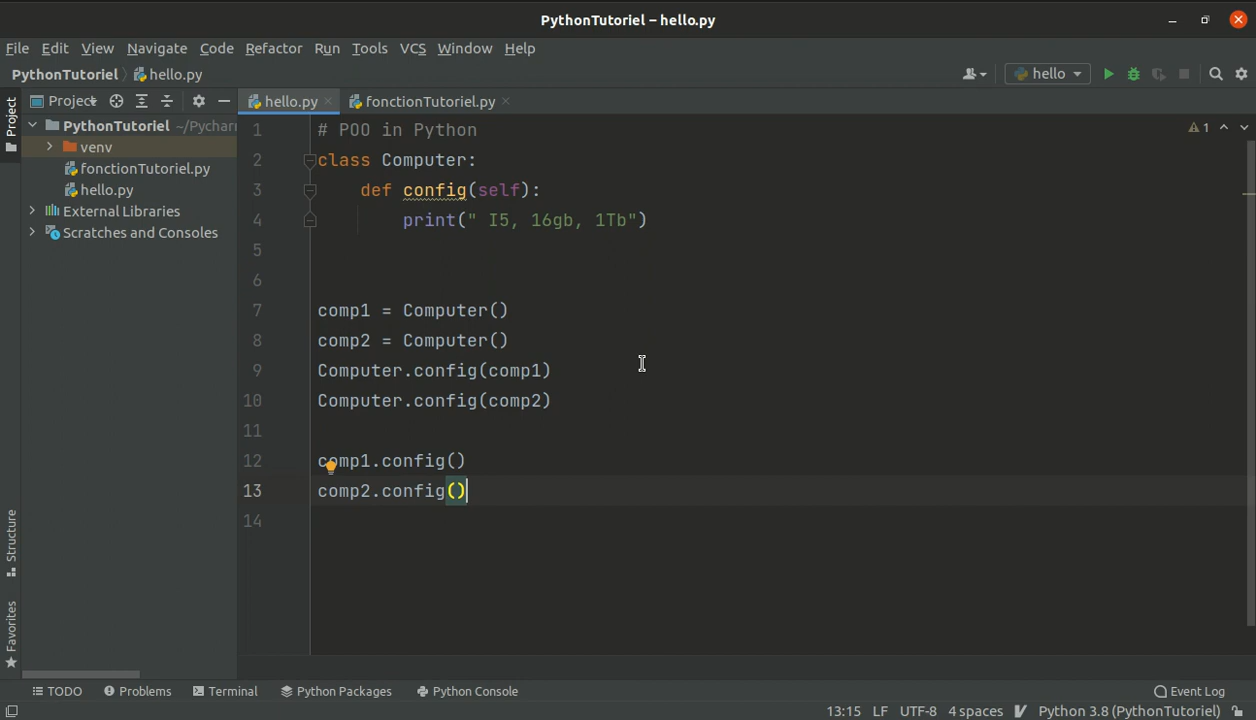 PythonTutoriel – hello.py
File Edit View Navigate Code Refactor Run Tools VCS Window Help
PythonTutoriel hello.py hello
Project hello.py fonctionTutoriel.py
Project
PythonTutoriel ~/Pychar
venv
fonctionTutoriel.py
hello.py
External Libraries
Scratches and Consoles
1 # POO in Python
2 class Computer:
3 def config(self):
4 print(" I5, 16gb, 1Tb")
5
6
7 comp1 = Computer()
8 comp2 = Computer()
9 Computer.config(comp1)
10 Computer.config(comp2)
11
12 comp1.config()
13 comp2.config()
14
1
Structure
Favorites
TODO Problems Terminal Python Packages Python Console Event Log
13:15 LF UTF-8 4 spaces Python 3.8 (PythonTutoriel)